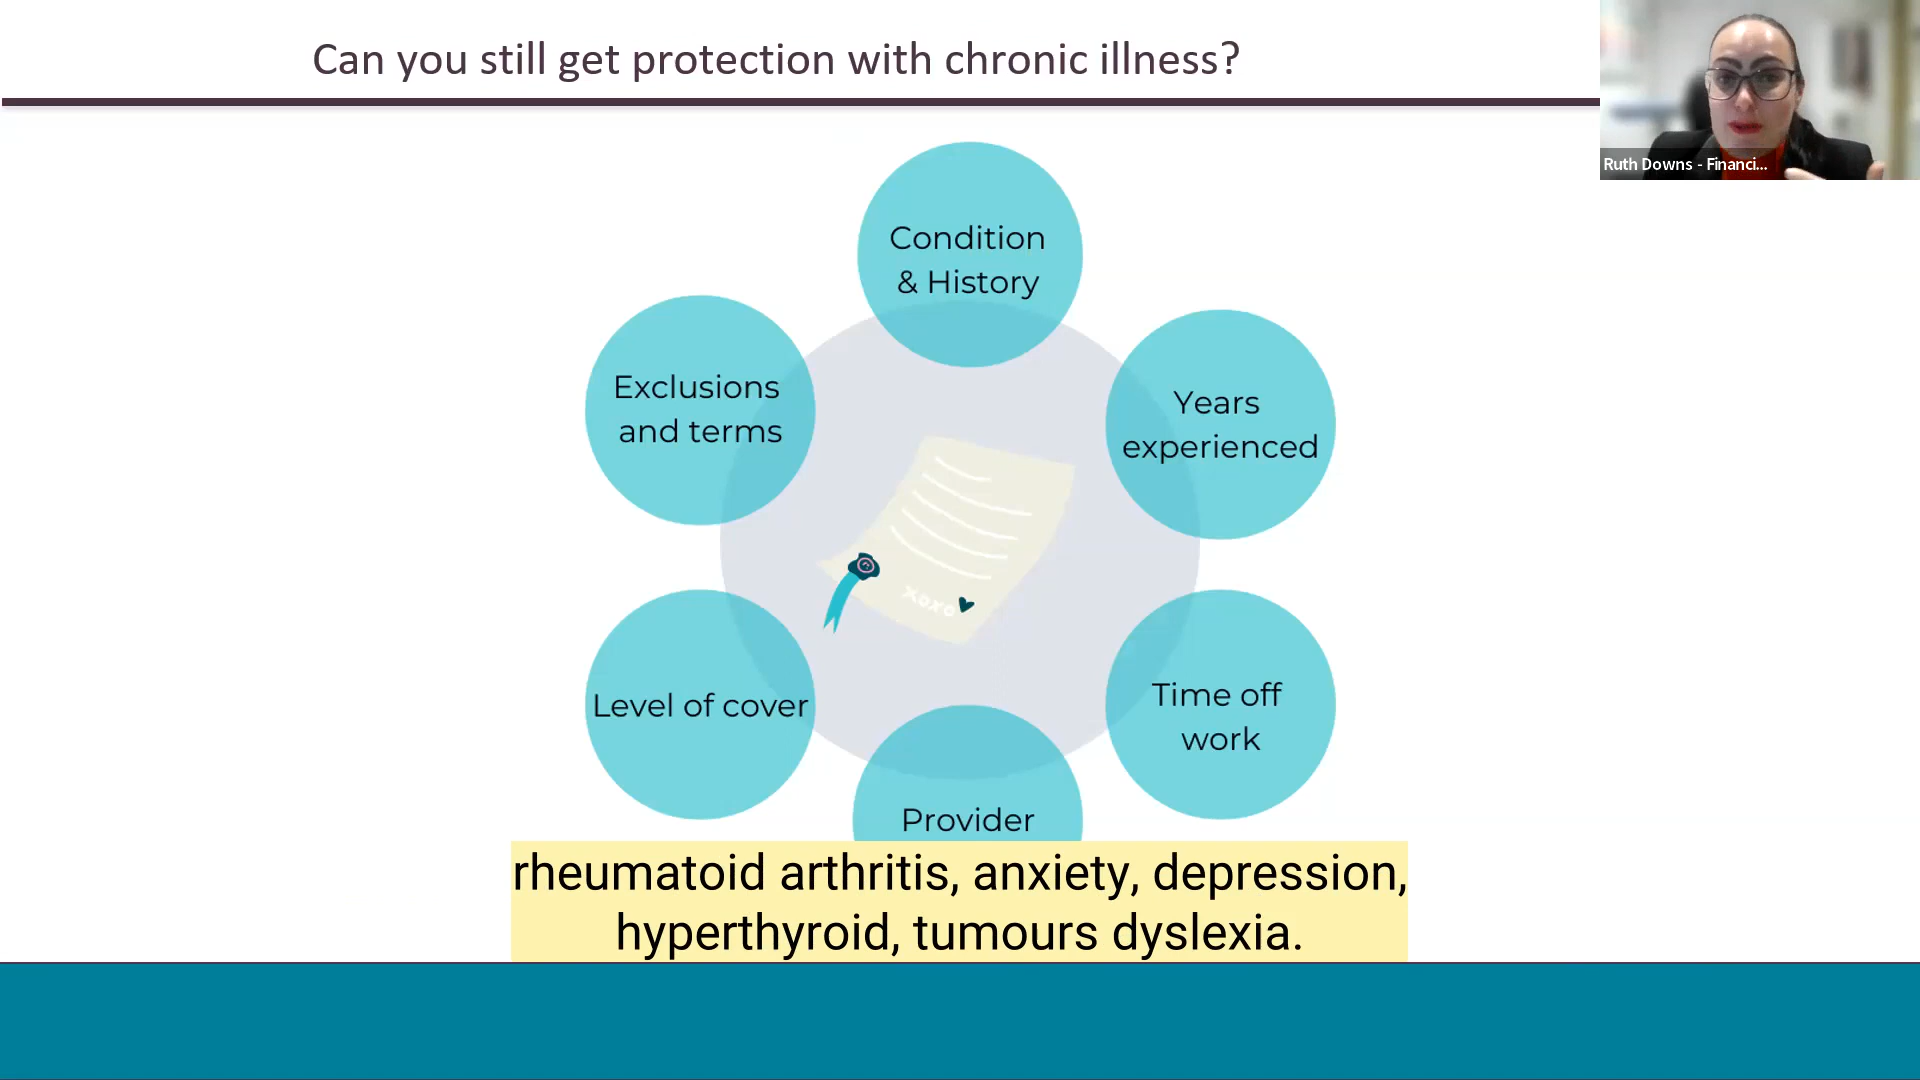 Can you still get protection with chronic illness?
Ruth Downs - Financi...
Condition
& History
Exclusions
and terms
Years
experienced
xoxo
Level of cover
Time off
work
Provider
rheumatoid arthritis, anxiety, depression,
hyperthyroid, tumours dyslexia.